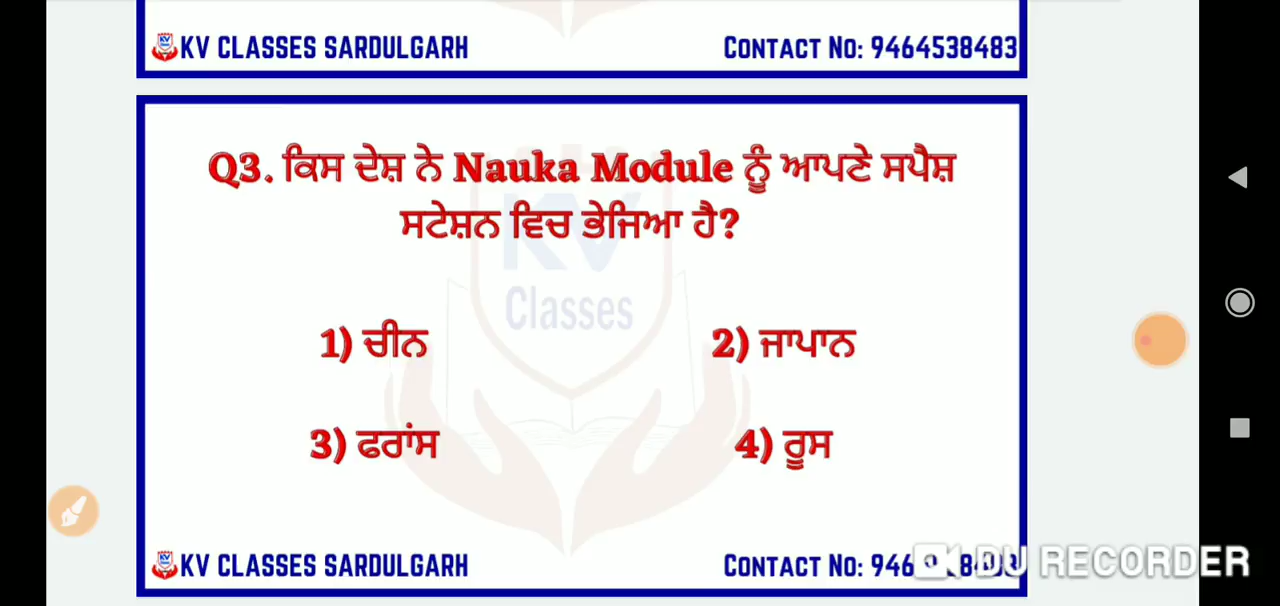 KV CLASSES SARDULGARH CONTACT NO: 9464538483
Q3. ਕਿਸ ਦੇਸ਼ ਨੇ Nauka Module ਨੂੰ ਆਪਣੇ ਸਪੈਸ਼
ਸਟੇਸ਼ਨ ਵਿਚ ਭੇਜਿਆ ਹੈ?
KV
Classes
1) ਚੀਨ 2) ਜਾਪਾਨ
3) ਫਰਾਂਸ 4) ਰੂਸ
KV CLASSES SARDULGARH CONTACT NO:
DU RECORDER